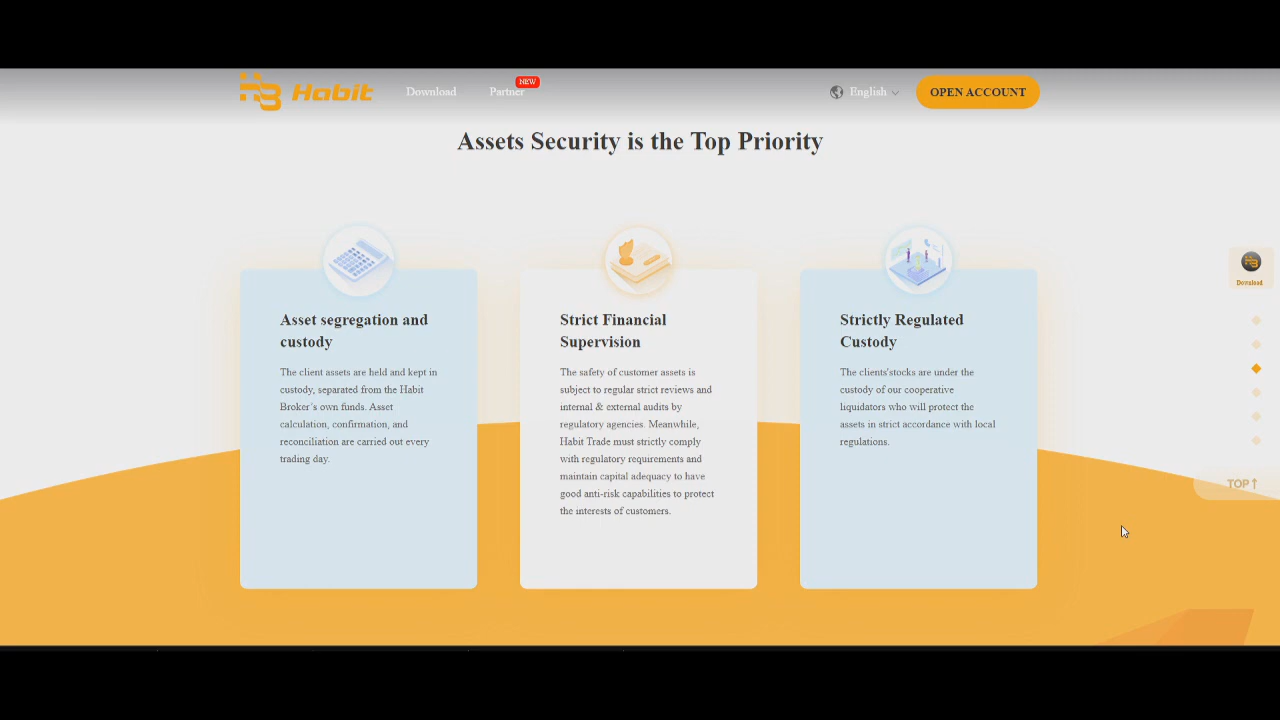 Habit
Download
Partner
NEW
English
OPEN ACCOUNT
Assets Security is the Top Priority
Asset segregation and
custody
The client assets are held and kept in
custody, separated from the Habit
Broker's own funds. Asset
calculation, confirmation, and
reconciliation are carried out every
trading day.
Strict Financial
Supervision
The safety of customer assets is
subject to regular strict reviews and
internal & external audits by
regulatory agencies. Meanwhile,
Habit Trade must strictly comply
with regulatory requirements and
maintain capital adequacy to have
good anti-risk capabilities to protect
the interests of customers.
Strictly Regulated
Custody
The clients'stocks are under the
custody of our cooperative
liquidators who will protect the
assets in strict accordance with local
regulations.
Download
TOP↑